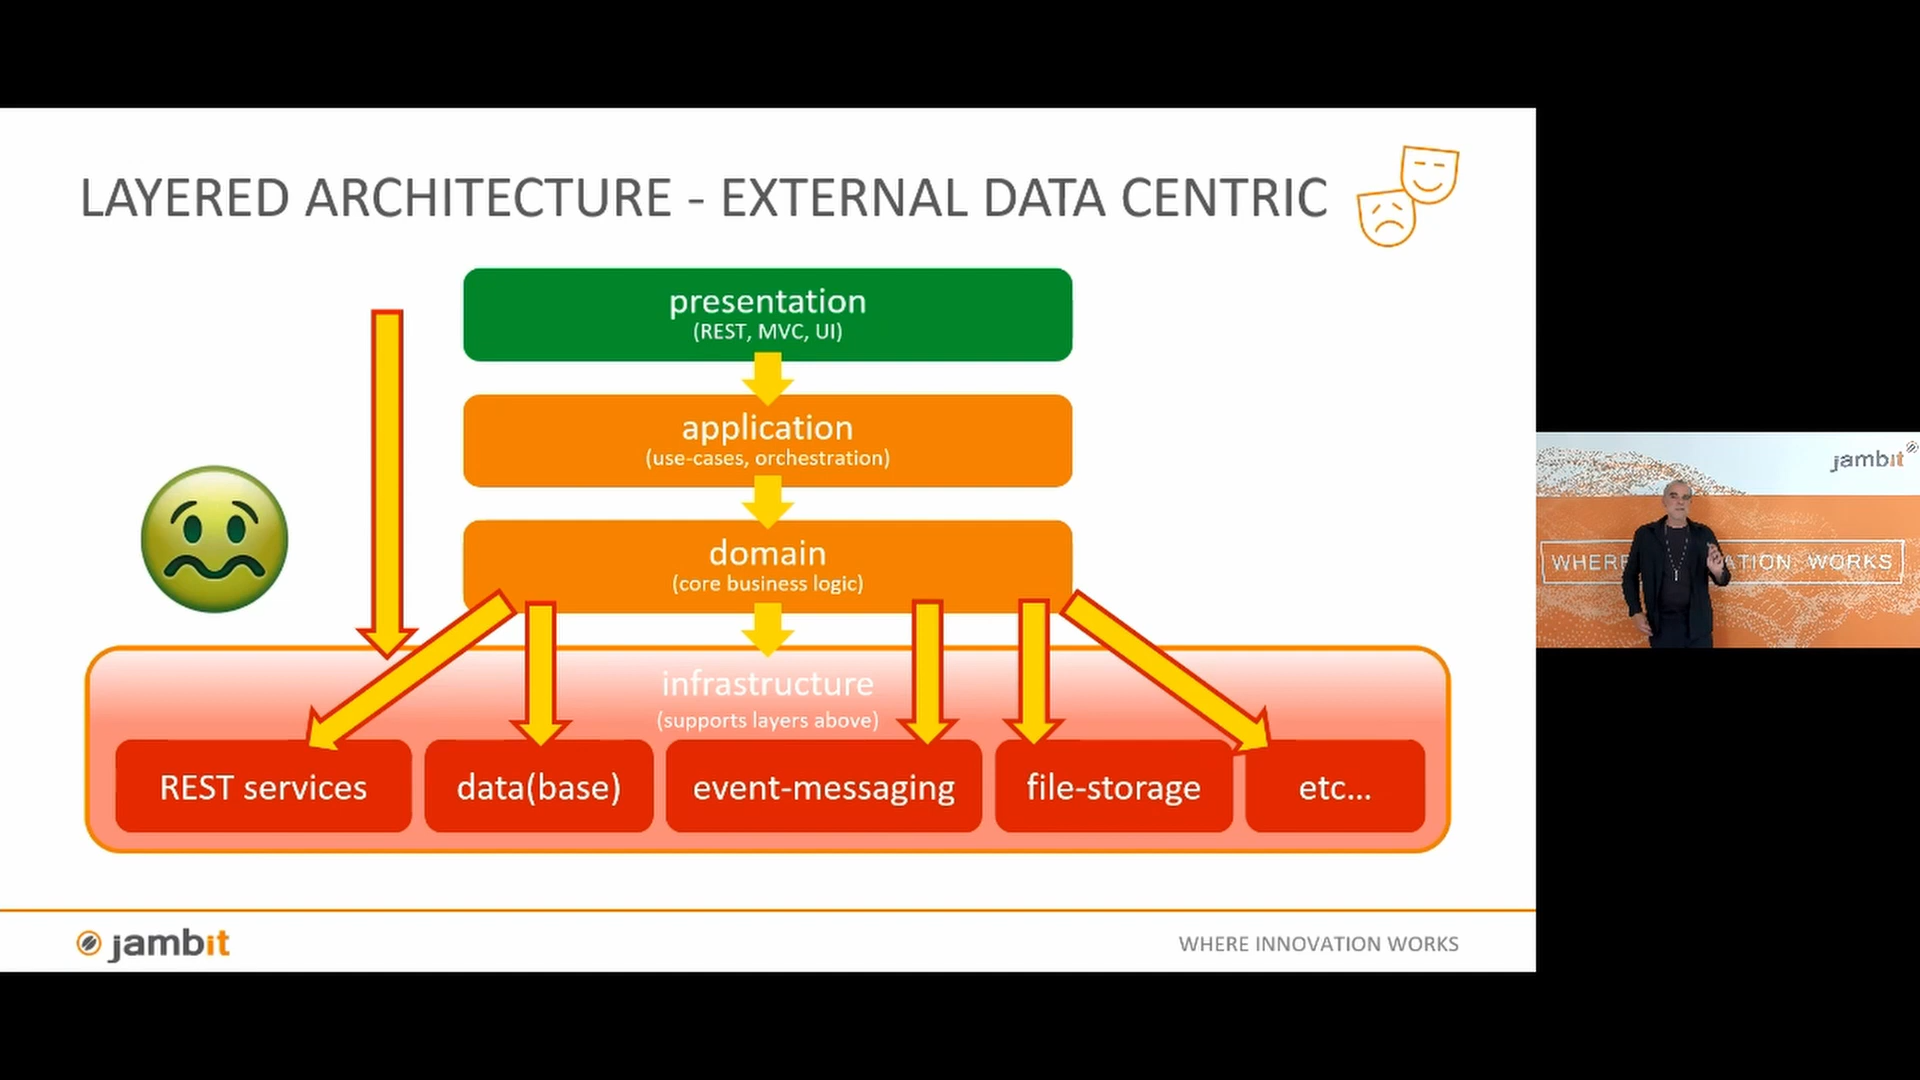 LAYERED ARCHITECTURE - EXTERNAL DATA CENTRIC
presentation
(REST, MVC, UI)
application
(use-cases, orchestration)
domain
(core business logic)
infrastructure
(supports layers above)
REST services
data(base)
event-messaging
file-storage
etc...
jambit
WHERE INNOVATION WORKS
jambit
WHERE
WORKS